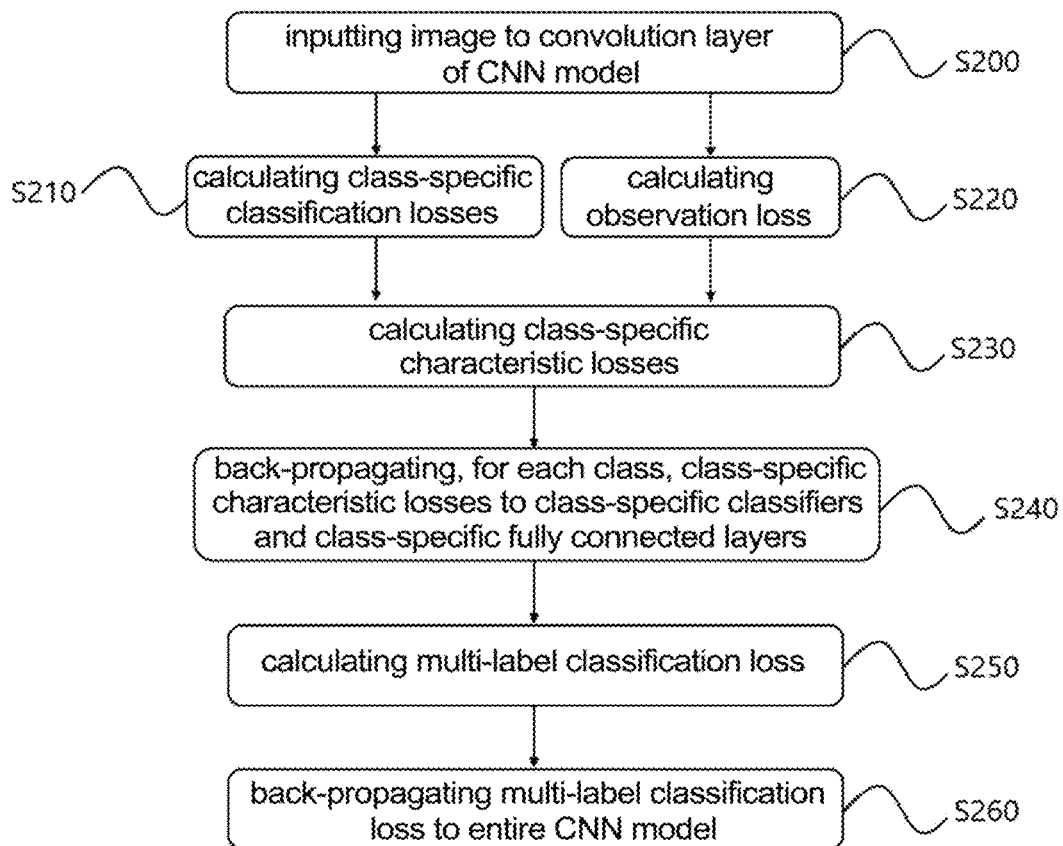 inputting image to convolution layer
of CNN model
S200
S210
calculating class-specific
classification losses
calculating
observation loss
S220
calculating class-specific
characteristic losses
S230
back-propagating, for each class, class-specific
characteristic losses to class-specific classifiers
and class-specific fully connected layers
S240
calculating multi-label classification loss
S250
back-propagating multi-label classification
loss to entire CNN model
S260